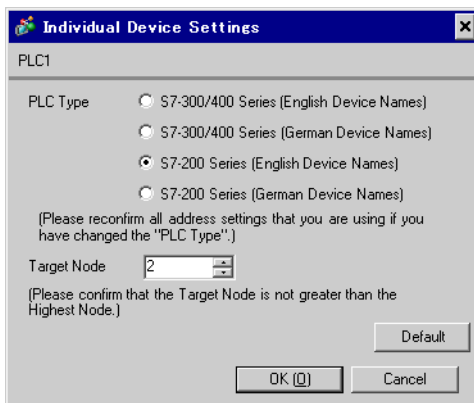 Individual Device Settings
PLC1
PLC Type
S7-300/400 Series (English Device Names)
S7-300/400 Series (German Device Names)
S7-200 Series (English Device Names)
S7-200 Series (German Device Names)
(Please reconfirm all address settings that you are using if you
have changed the "PLC Type".)
Target Node 2
(Please confirm that the Target Node is not greater than the
Highest Node.)
Default
OK (O) Cancel